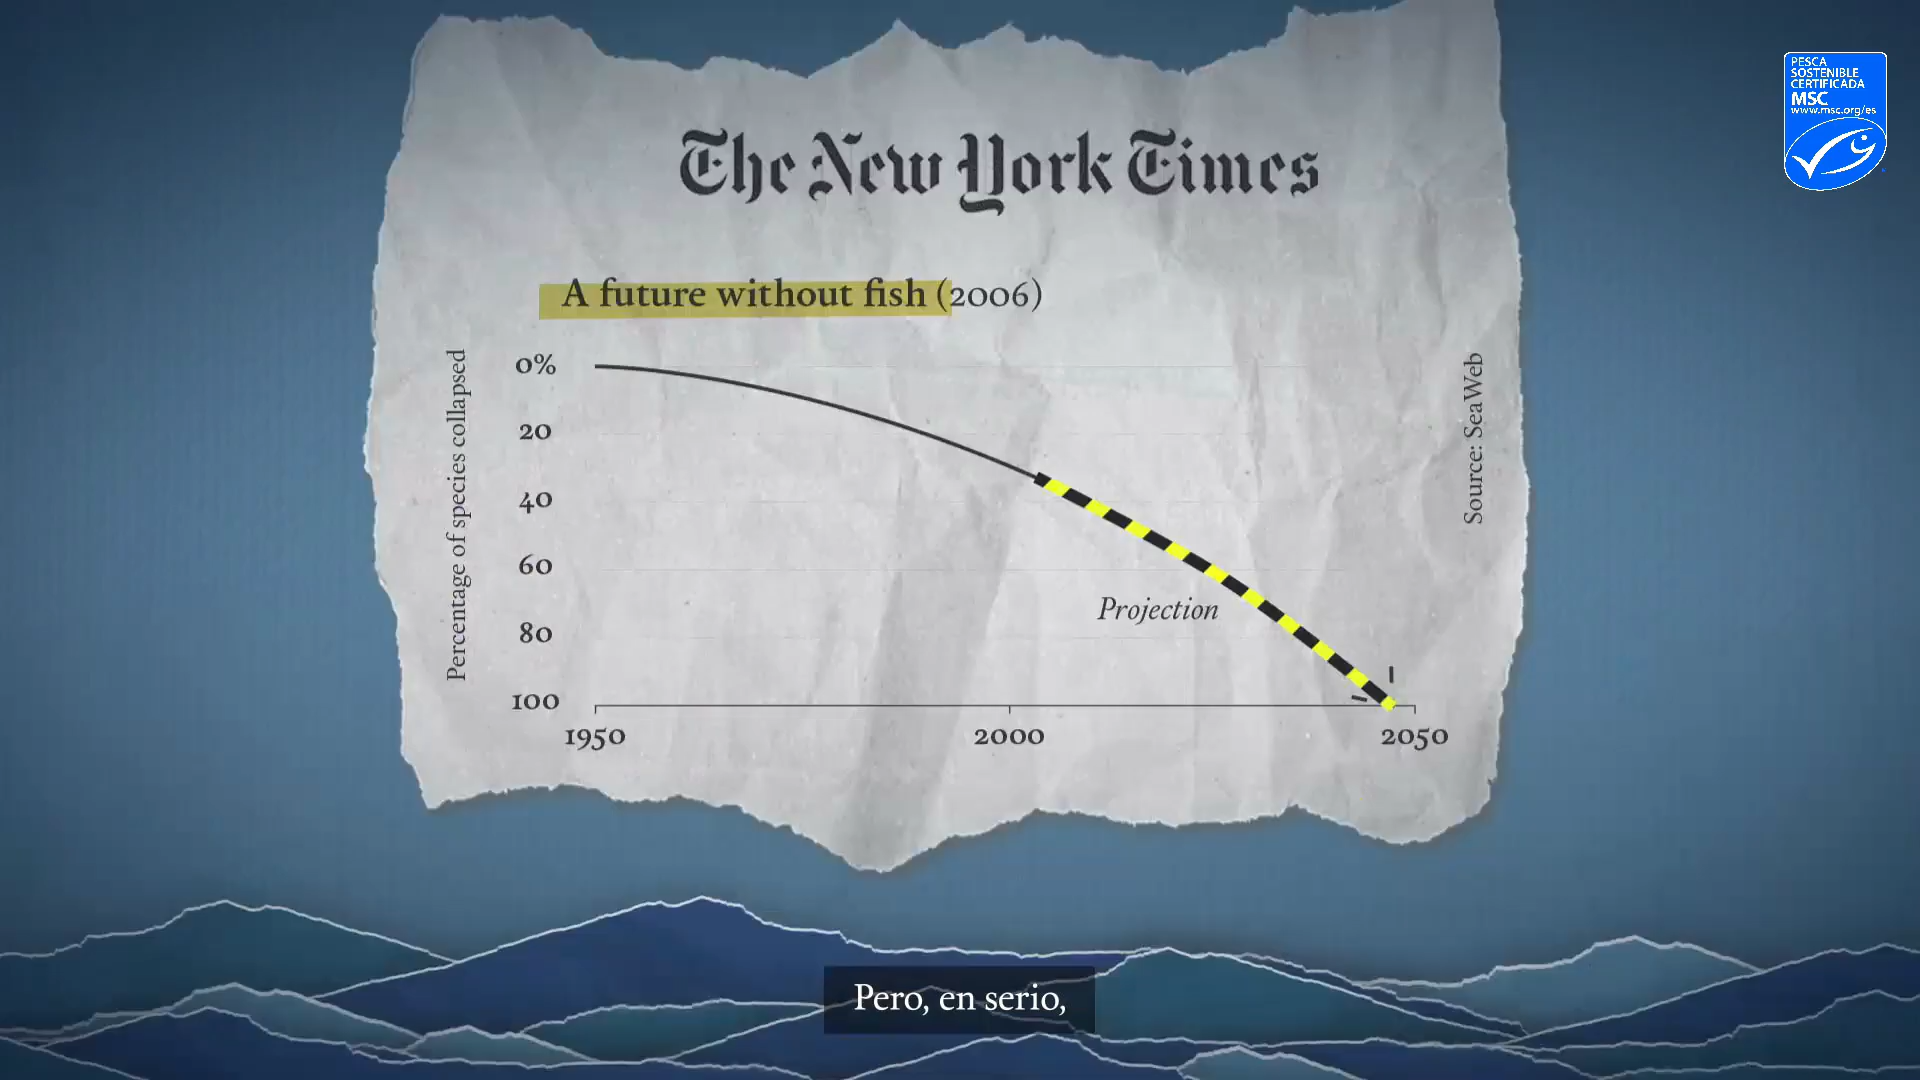 PESCA
SOSTENIBLE
CERTIFICADA
MSC
www.msc.org/es
The New York Times
A future without fish (2006)
Percentage of species collapsed
0%
20
40
60
80
100
1950
2000
2050
Projection
Source: SeaWeb
Pero, en serio,